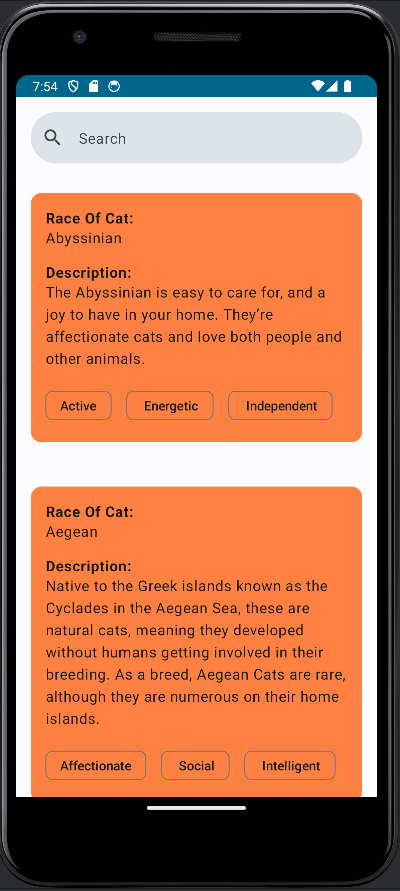 7:54
Search
Race Of Cat:
Abyssinian
Description:
The Abyssinian is easy to care for, and a
joy to have in your home. They’re
affectionate cats and love both people and
other animals.
Active Energetic Independent
Race Of Cat:
Aegean
Description:
Native to the Greek islands known as the
Cyclades in the Aegean Sea, these are
natural cats, meaning they developed
without humans getting involved in their
breeding. As a breed, Aegean Cats are rare,
although they are numerous on their home
islands.
Affectionate Social Intelligent